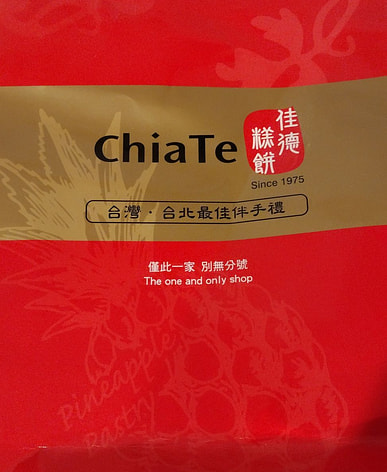 ChiaTe
佳德
糕餅
Since 1975
台灣・台北最佳伴手禮
僅此一家 別無分號
The one and only shop
Pineapple
Pastry